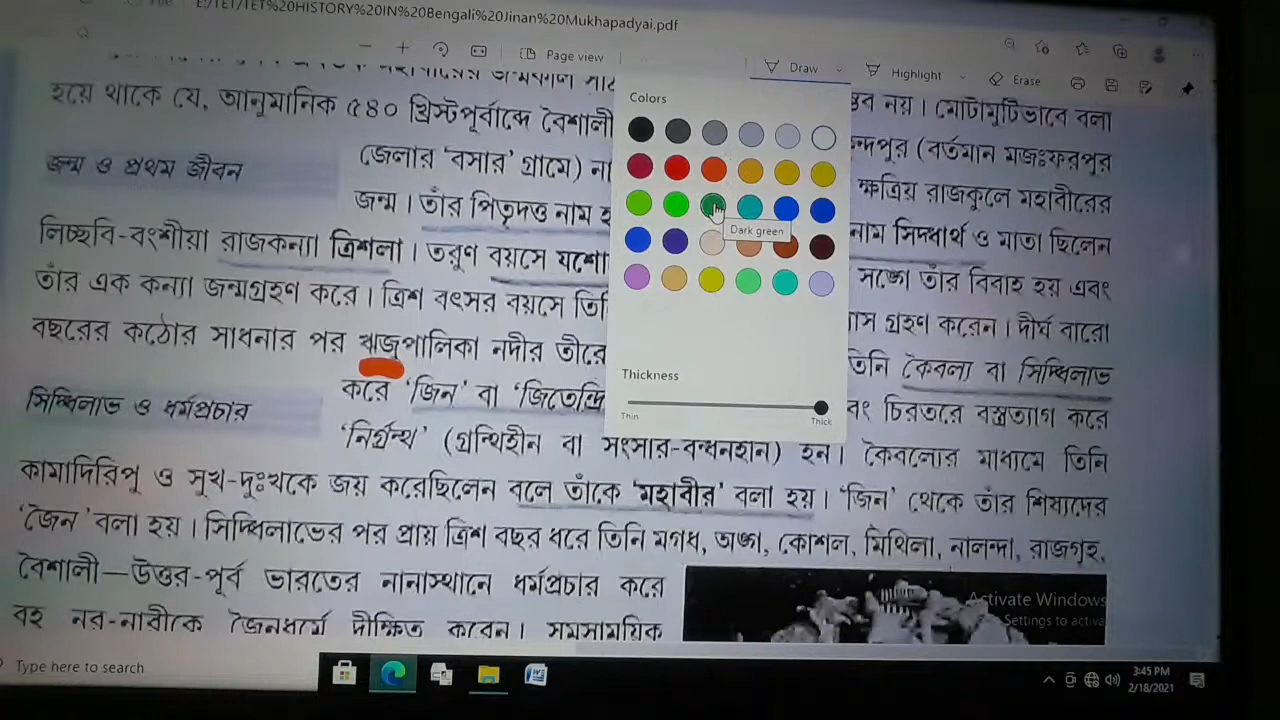 E:/TET/TET%20HISTORY%20IN%20Bengali%20Jinan%20Mukhapadyai.pdf
Page view
Draw
Highlight
Erase
হয়ে থাকে যে, আনুমানিক ৫৪০ খ্রিস্টপূর্বাব্দে বৈশালী
নয়। মোটামুটিভাবে বলা
জন্ম ও প্রথম জীবন
জেলার ‘বসার’ গ্রামে)
(বর্তমান মজঃফরপুর
জন্ম। তাঁর পিতৃদত্ত নাম
ক্ষত্রিয় রাজকুলে মহাবীরের
লিচ্ছবি-বংশীয়া রাজকন্যা ত্রিশলা। তরুণ বয়সে
নাম সিদ্ধার্থ ও মাতা ছিলেন
তাঁর এক কন্যা জন্মগ্রহণ করে। ত্রিশ বৎসর বয়সে তি
সঙ্গে তাঁর বিবাহ হয় এবং
বছরের কঠোর সাধনার পর ঋজুপালিকা নদীর তীরে
গ্রহণ করেন। দীর্ঘ বারো
সিদ্ধিলাভ ও ধর্মপ্রচার
করে ‘জিন’ বা
তিনি কৈবল্য বা সিদ্ধিলাভ
‘নির্গ্রন্থ’ (গ্রন্থিহীন বা সংসার-বন্ধনহীন) হন। কৈবল্যের মাধ্যমে তিনি
চিরতরে বস্ত্রত্যাগ করে
কামাদিরিপু ও সুখ-দুঃখকে জয় করেছিলেন বলে তাঁকে ‘মহাবীর’ বলা হয়। ‘জিন’ থেকে তাঁর শিষ্যদের
‘জৈন’ বলা হয়। সিদ্ধিলাভের পর প্রায় ত্রিশ বছর ধরে তিনি মগধ, অঙ্গ, কোশল, মিথিলা, নালন্দা, রাজগৃহ,
বৈশালী—উত্তর-পূর্ব ভারতের নানাস্থানে ধর্মপ্রচার করে
বহু নর-নারীকে জৈনধর্মে দীক্ষিত করেন। সমসাময়িক
Colors
Dark green
Thickness
Thin
Thick
Activate Windows
Settings to activa
Type here to search
3:45 PM
2/18/2021